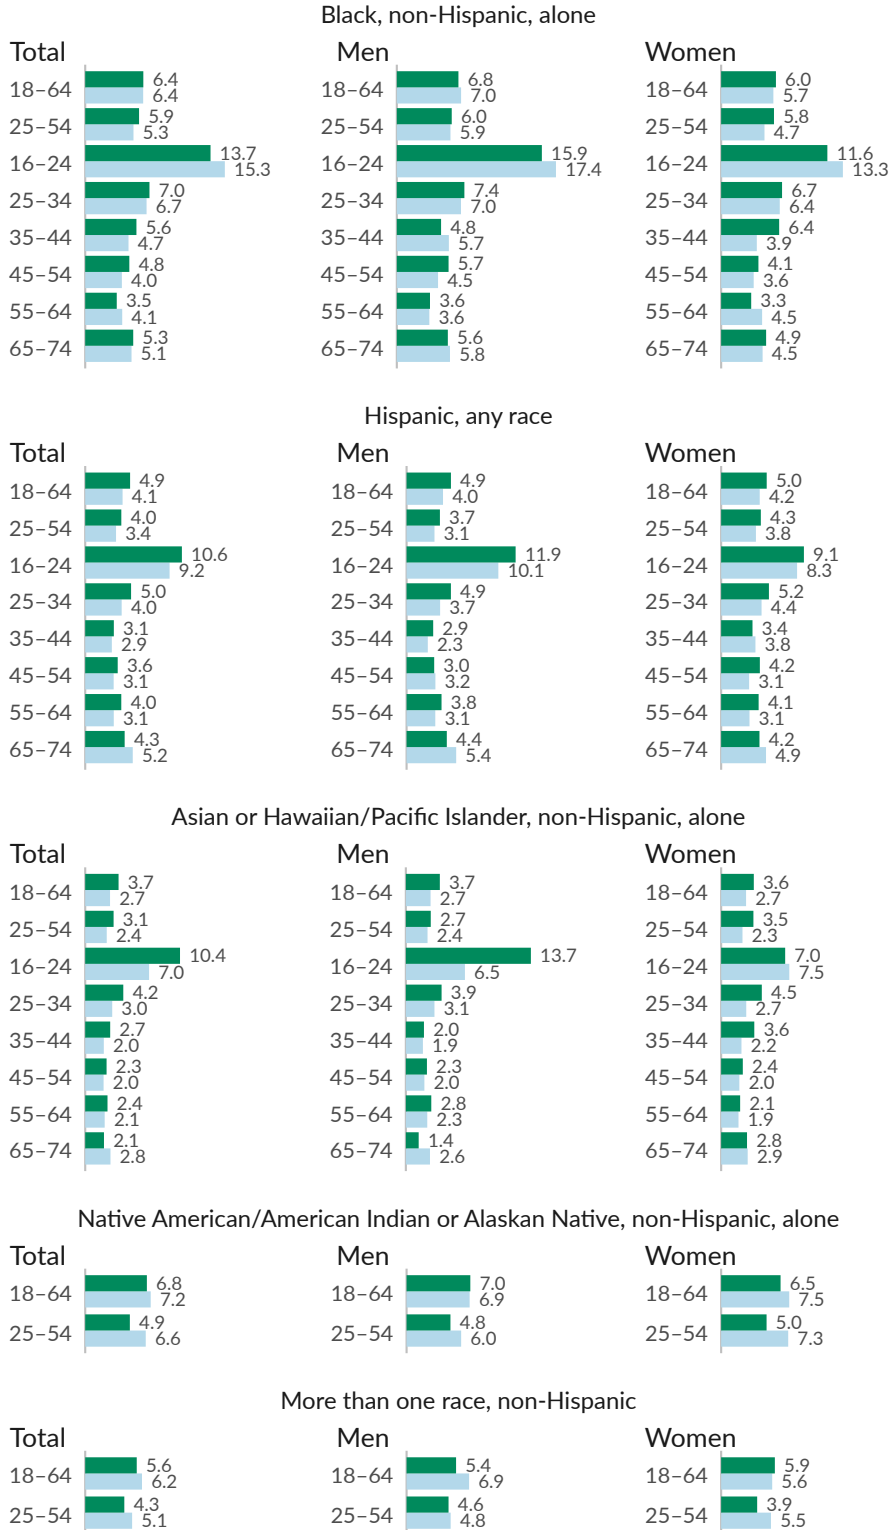 Black, non-Hispanic, alone
Total Men Women
18–64 6.4 6.4 18–64 6.8 7.0 18–64 6.0 5.7
25–54 5.9 5.3 25–54 6.0 5.9 25–54 5.8 4.7
16–24 13.7 15.3 16–24 15.9 17.4 16–24 11.6 13.3
25–34 7.0 6.7 25–34 7.4 7.0 25–34 6.7 6.4
35–44 5.6 4.7 35–44 4.8 5.7 35–44 6.4 3.9
45–54 4.8 4.0 45–54 5.7 4.5 45–54 4.1 3.6
55–64 3.5 4.1 55–64 3.6 3.6 55–64 3.3 4.5
65–74 5.3 5.1 65–74 5.6 5.8 65–74 4.9 4.5
Hispanic, any race
Total Men Women
18–64 4.9 4.1 18–64 4.9 4.0 18–64 5.0 4.2
25–54 4.0 3.4 25–54 3.7 3.1 25–54 4.3 3.8
16–24 10.6 9.2 16–24 11.9 10.1 16–24 9.1 8.3
25–34 5.0 4.0 25–34 4.9 3.7 25–34 5.2 4.4
35–44 3.1 2.9 35–44 2.9 2.3 35–44 3.4 3.8
45–54 3.6 3.1 45–54 3.0 3.2 45–54 4.2 3.1
55–64 4.0 3.1 55–64 3.8 3.1 55–64 4.1 3.1
65–74 4.3 5.2 65–74 4.4 5.4 65–74 4.2 4.9
Asian or Hawaiian/Pacific Islander, non-Hispanic, alone
Total Men Women
18–64 3.7 2.7 18–64 3.7 2.7 18–64 3.6 2.7
25–54 3.1 2.4 25–54 2.7 2.4 25–54 3.5 2.3
16–24 10.4 7.0 16–24 13.7 6.5 16–24 7.0 7.5
25–34 4.2 3.0 25–34 3.9 3.1 25–34 4.5 2.7
35–44 2.7 2.0 35–44 2.0 1.9 35–44 3.6 2.2
45–54 2.3 2.0 45–54 2.3 2.0 45–54 2.4 2.0
55–64 2.4 2.1 55–64 2.8 2.3 55–64 2.1 1.9
65–74 2.1 2.8 65–74 1.4 2.6 65–74 2.8 2.9
Native American/American Indian or Alaskan Native, non-Hispanic, alone
Total Men Women
18–64 6.8 7.2 18–64 7.0 6.9 18–64 6.5 7.5
25–54 4.9 6.6 25–54 4.8 6.0 25–54 5.0 7.3
More than one race, non-Hispanic
Total Men Women
18–64 5.6 6.2 18–64 5.4 6.9 18–64 5.9 5.6
25–54 4.3 5.1 25–54 4.6 4.8 25–54 3.9 5.5